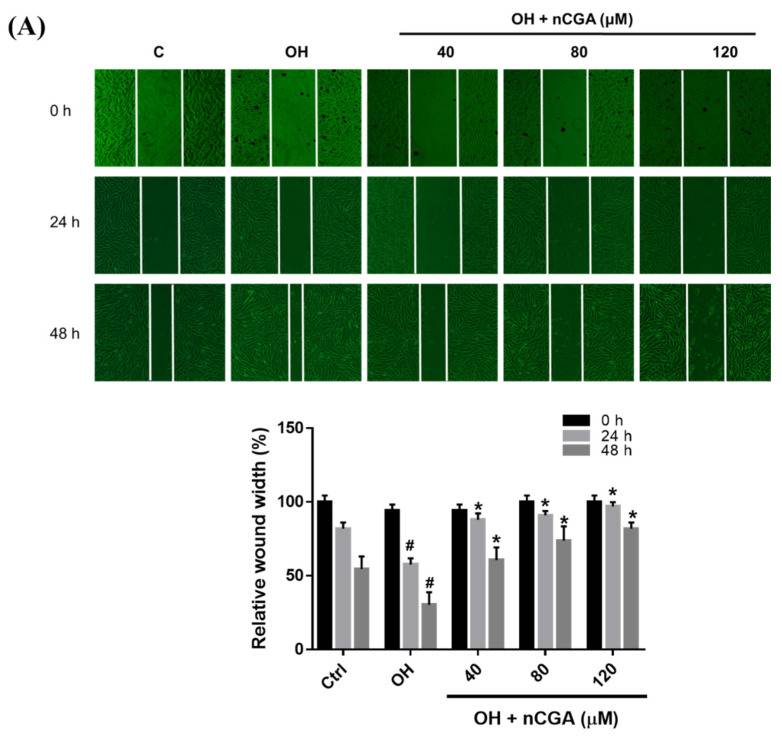 (A)
OH + nCGA (µM)
C OH 40 80 120
0 h
24 h
48 h
150
100
50
0
Relative wound width (%)
0 h
24 h
48 h
* * *
# * * *
#
Ctrl OH 40 80 120
OH + nCGA (µM)